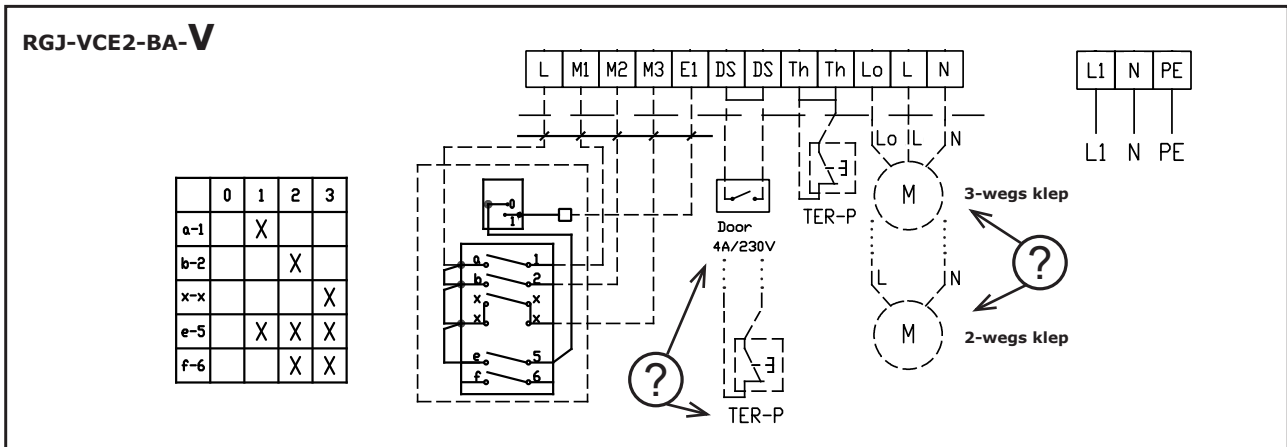 RGJ-VCE2-BA-V
L M1 M2 M3 E1 DS DS Th Th Lo L N
L1 N PE
Lo L N
L1 N PE
M
3-wegs klep
TER-P
0 1 2 3
a-1 X
b-2 X
x-x X
e-5 X X X
f-6 X X
0
1
Door
4A/230V
a 1
b 2
x x
x x
e 5
f 6
?
L N
M
2-wegs klep
?
TER-P